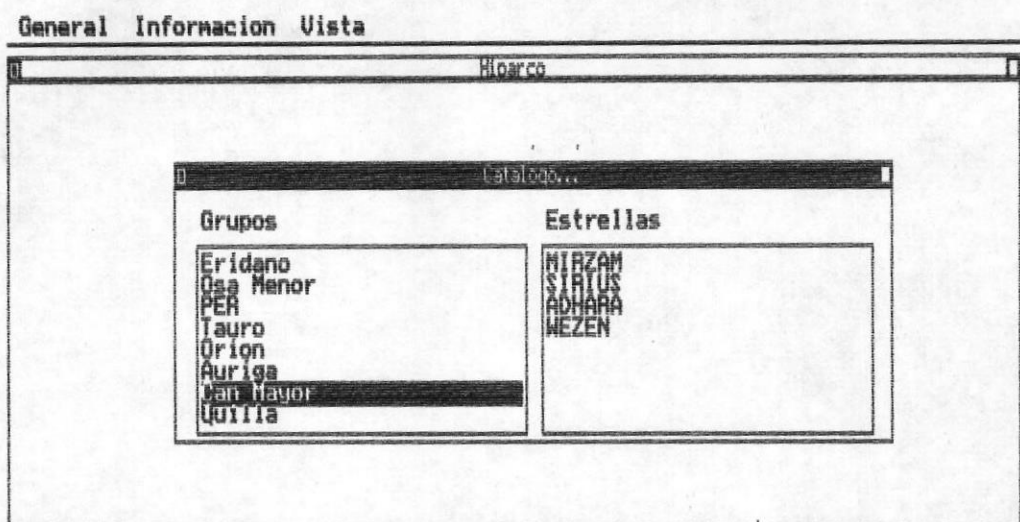 General Informacion Vista
Hiparco
Catalogo...
Grupos
Eridano
Osa Menor
PER
Tauro
Orion
Auriga
Can Mayor
Quilla
Estrellas
MIRZAM
SIRIUS
ADHARA
WEZEN